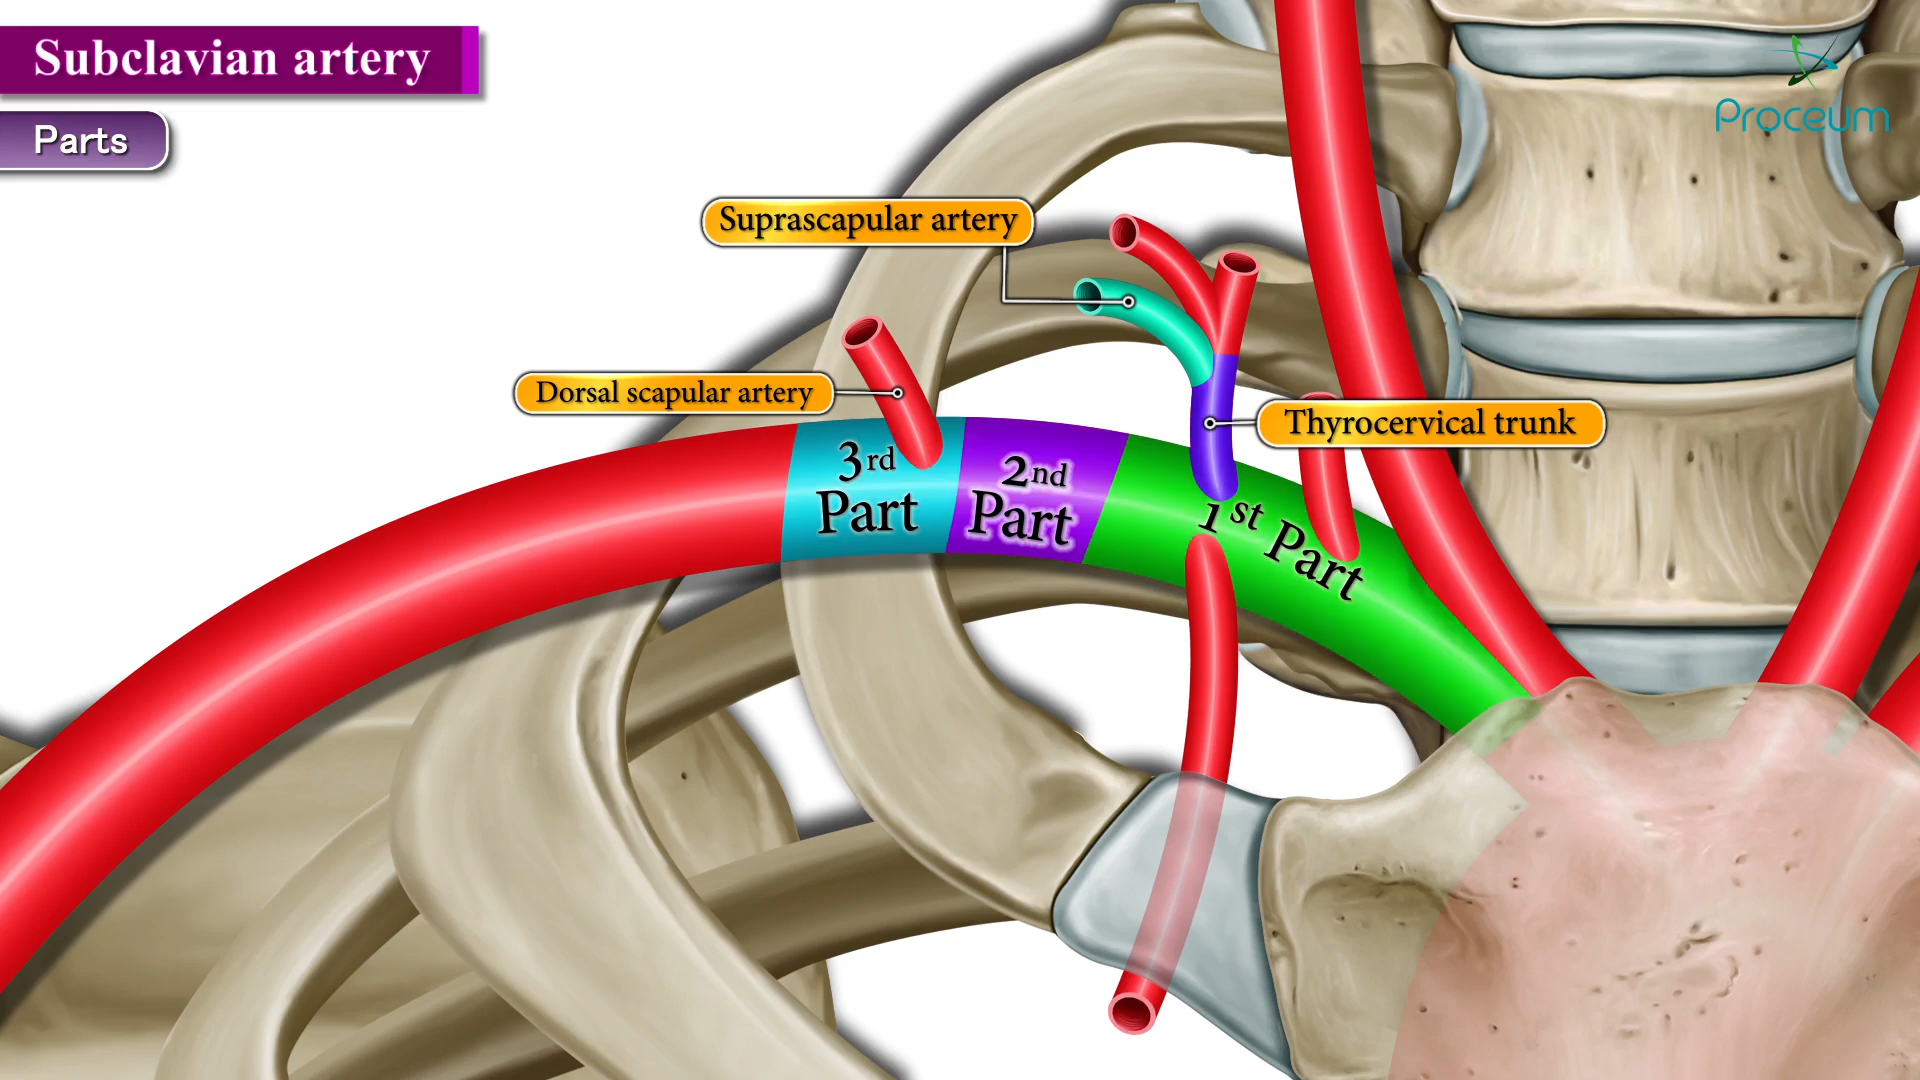 Subclavian artery
Parts
Proceum
Suprascapular artery
Dorsal scapular artery
Thyrocervical trunk
3rd
Part
2nd
Part
1st Part